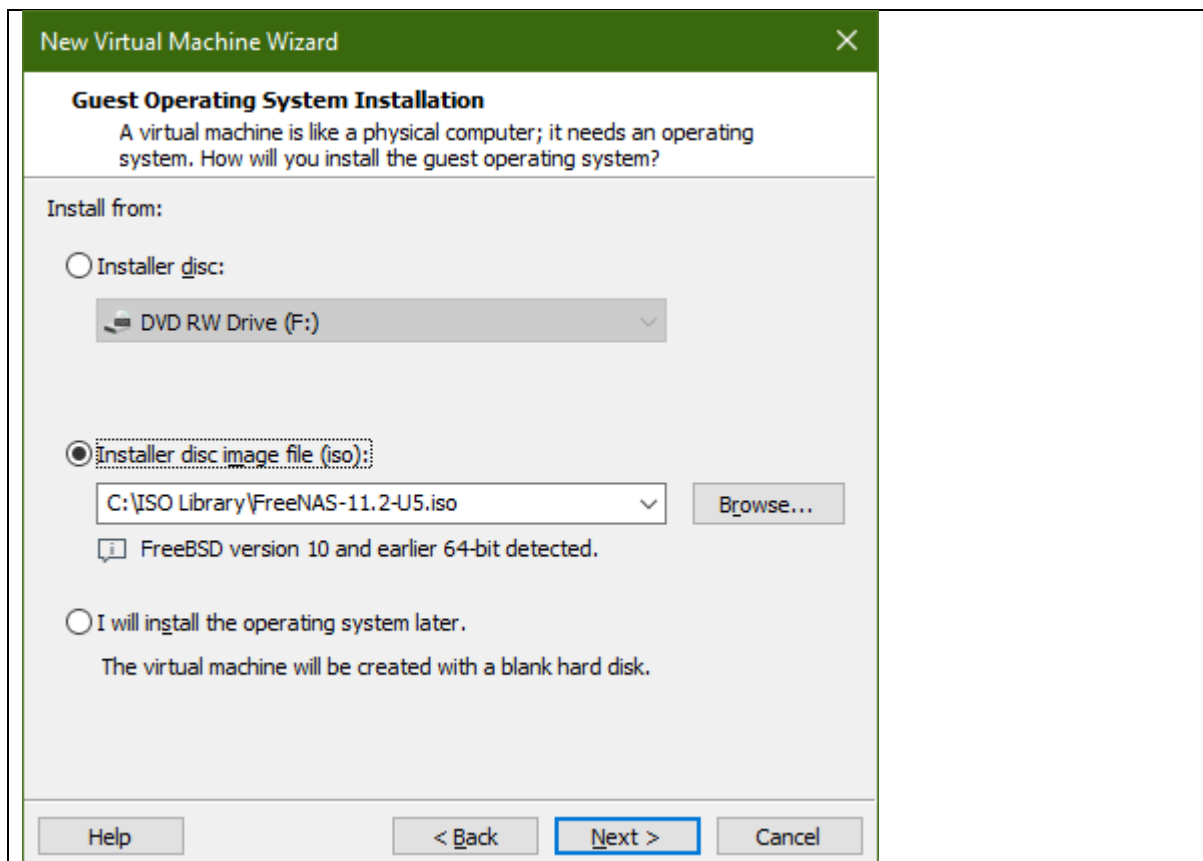 New Virtual Machine Wizard
Guest Operating System Installation
A virtual machine is like a physical computer; it needs an operating
system. How will you install the guest operating system?
Install from:
Installer disc:
DVD RW Drive (F:)
Installer disc image file (iso):
C:\ISO Library\FreeNAS-11.2-U5.iso
Browse...
FreeBSD version 10 and earlier 64-bit detected.
I will install the operating system later.
The virtual machine will be created with a blank hard disk.
Help
< Back
Next >
Cancel